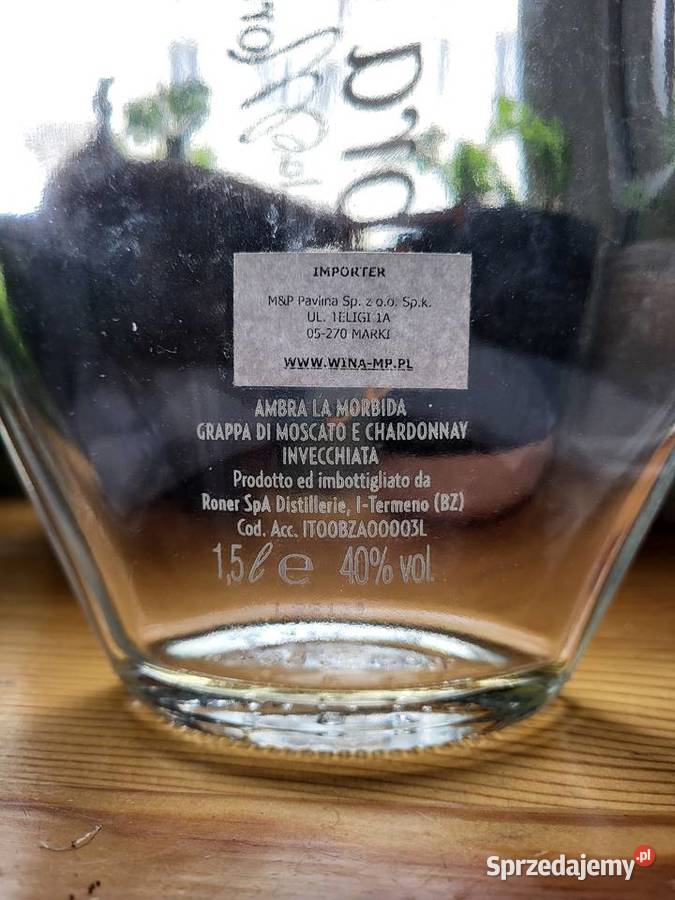 IMPORTER
M&P Pavlina Sp. z o.o. Sp.k.
UL. TELIGI 1A
05-270 MARKI
WWW.WINA-MP.PL
AMBRA LA MORBIDA
GRAPPA DI MOSCATO E CHARDONNAY
INVECCHIATA
Prodotto ed imbottigliato da
Roner SpA Distillerie, I-Termeno (BZ)
Cod. Acc. IT00BZA00003L
1,5 l e 40% vol
Sprzedajemy.pl